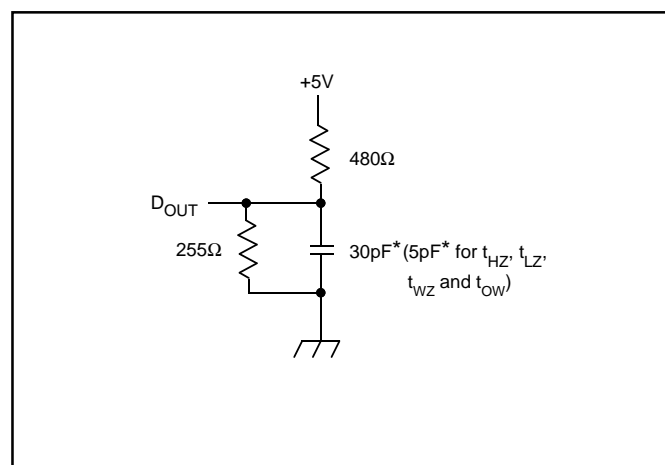 +5V
480Ω
DOUT
255Ω
30pF* (5pF* for tHZ, tLZ,
tWZ and tOW)